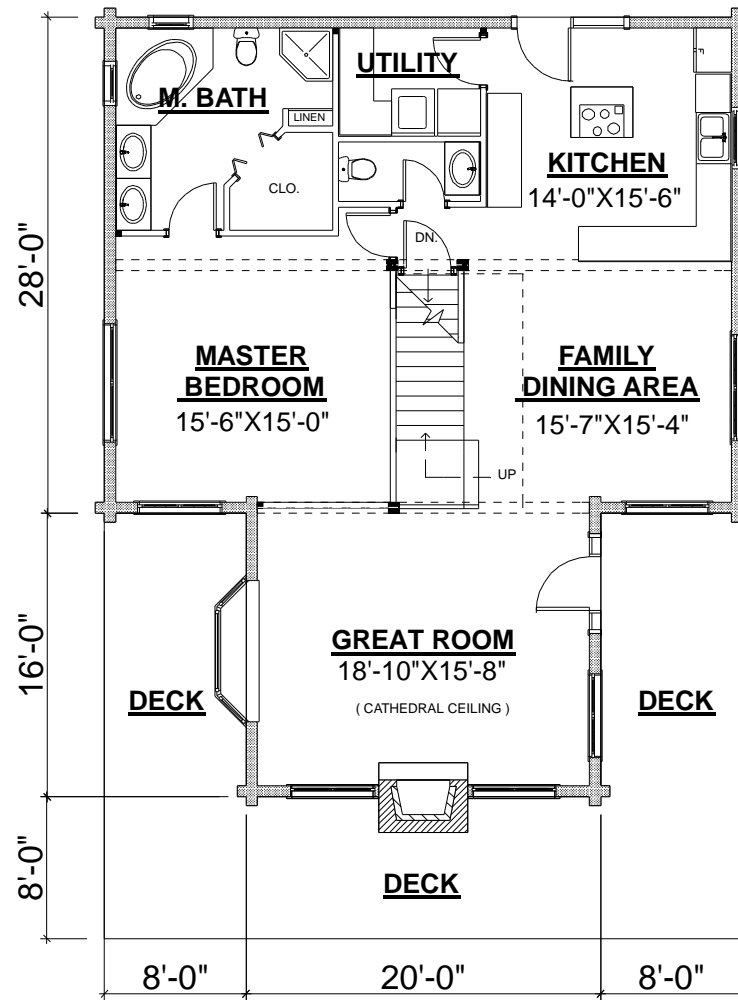 UTILITY
M. BATH
LINEN
F
KITCHEN
14'-0"X15'-6"
CLO.
DN.
28'-0"
MASTER
BEDROOM
15'-6"X15'-0"
FAMILY
DINING AREA
15'-7"X15'-4"
UP
16'-0"
GREAT ROOM
18'-10"X15'-8"
( CATHEDRAL CEILING )
DECK
DECK
8'-0"
DECK
8'-0"
20'-0"
8'-0"